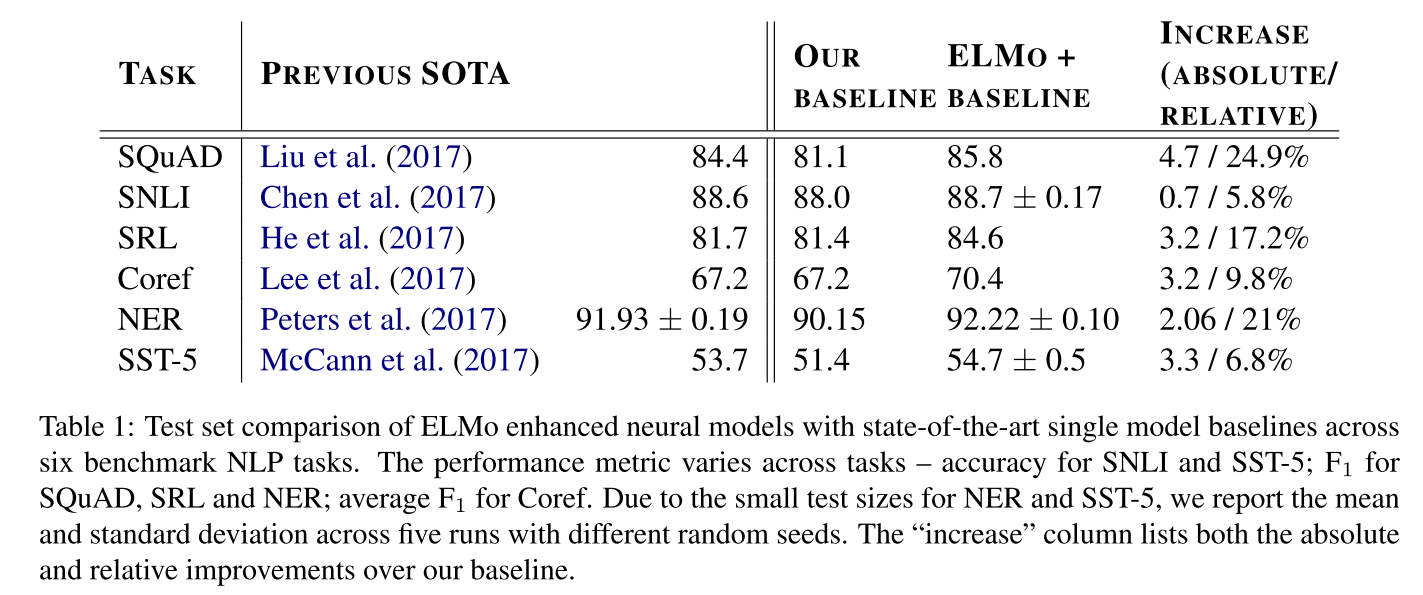 TASK PREVIOUS SOTA OUR BASELINE ELMO + BASELINE INCREASE (ABSOLUTE/ RELATIVE)
SQuAD Liu et al. (2017) 84.4 81.1 85.8 4.7 / 24.9%
SNLI Chen et al. (2017) 88.6 88.0 88.7 ± 0.17 0.7 / 5.8%
SRL He et al. (2017) 81.7 81.4 84.6 3.2 / 17.2%
Coref Lee et al. (2017) 67.2 67.2 70.4 3.2 / 9.8%
NER Peters et al. (2017) 91.93 ± 0.19 90.15 92.22 ± 0.10 2.06 / 21%
SST-5 McCann et al. (2017) 53.7 51.4 54.7 ± 0.5 3.3 / 6.8%
Table 1: Test set comparison of ELMo enhanced neural models with state-of-the-art single model baselines across
six benchmark NLP tasks. The performance metric varies across tasks – accuracy for SNLI and SST-5; F₁ for
SQuAD, SRL and NER; average F₁ for Coref. Due to the small test sizes for NER and SST-5, we report the mean
and standard deviation across five runs with different random seeds. The “increase” column lists both the absolute
and relative improvements over our baseline.